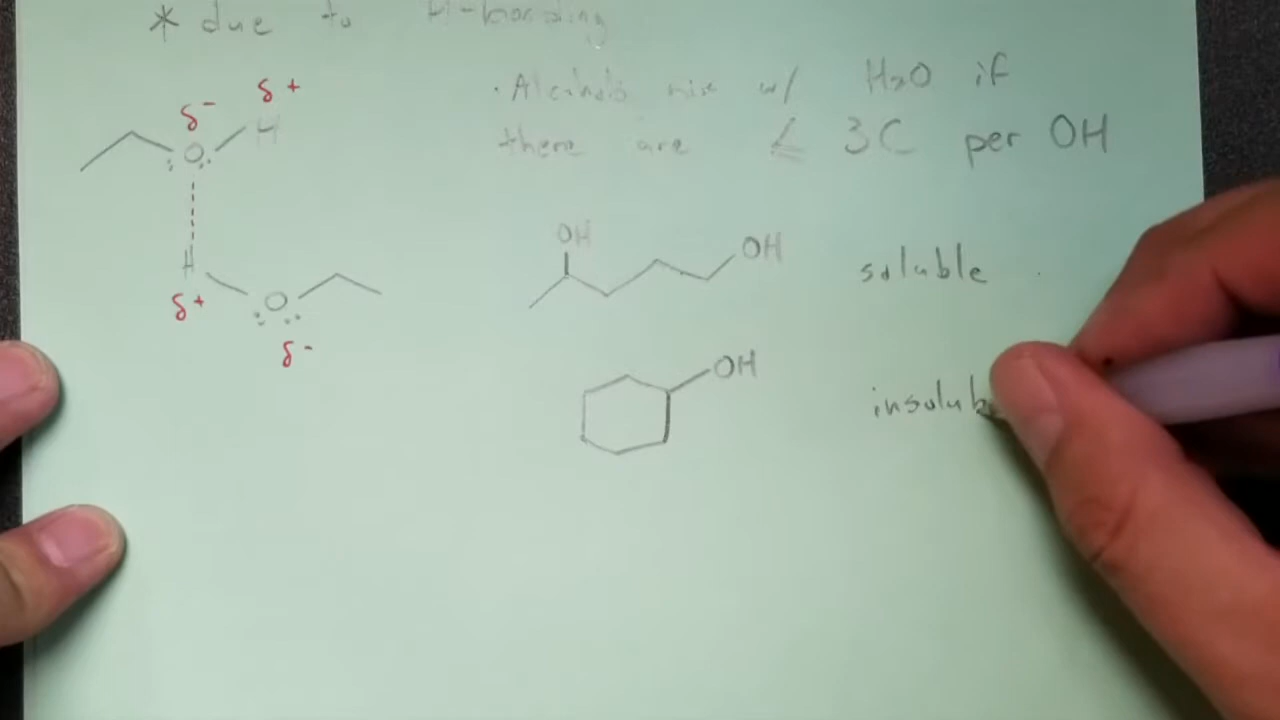 * due to H-bonding
· Alcohols mix w/ H₂O if
there are ≤ 3C per OH
δ⁻ δ+
O H
H
δ+
O
δ-
OH
OH
soluble
OH
insolub